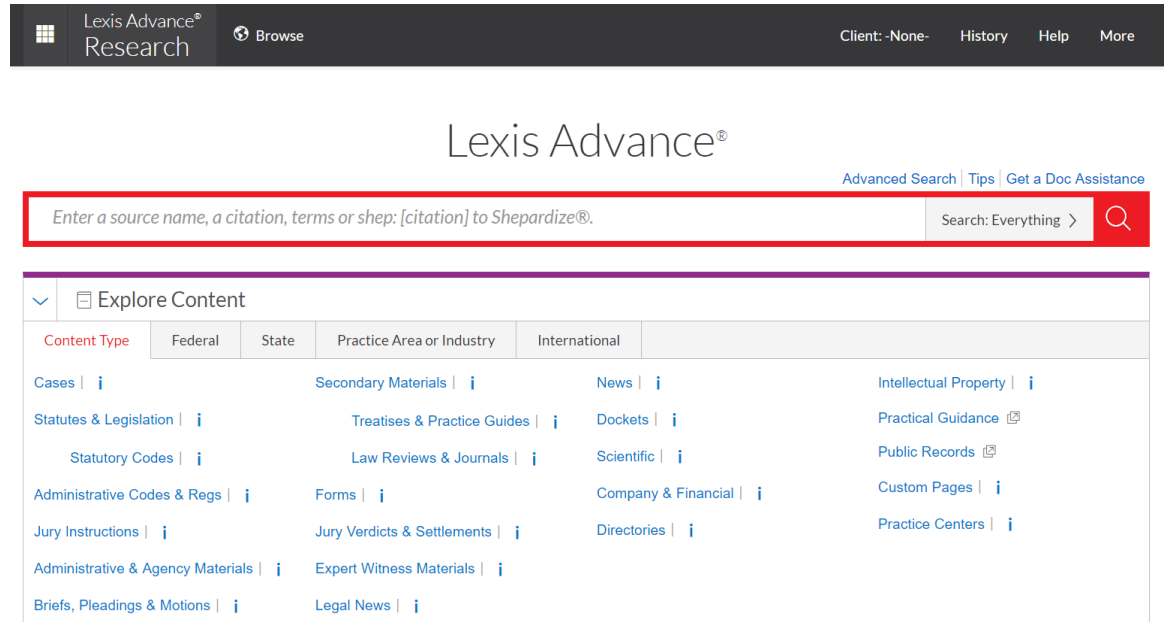 Lexis Advance®
Research
Browse
Client: -None- History Help More
Lexis Advance®
Advanced Search | Tips | Get a Doc Assistance
Enter a source name, a citation, terms or shep: [citation] to Shepardize®.
Search: Everything >
Explore Content
Content Type Federal State Practice Area or Industry International
Cases | i
Statutes & Legislation | i
Statutory Codes | i
Administrative Codes & Regs | i
Jury Instructions | i
Administrative & Agency Materials | i
Briefs, Pleadings & Motions | i
Secondary Materials | i
Treatises & Practice Guides | i
Law Reviews & Journals | i
Forms | i
Jury Verdicts & Settlements | i
Expert Witness Materials | i
Legal News | i
News | i
Dockets | i
Scientific | i
Company & Financial | i
Directories | i
Intellectual Property | i
Practical Guidance
Public Records
Custom Pages | i
Practice Centers | i